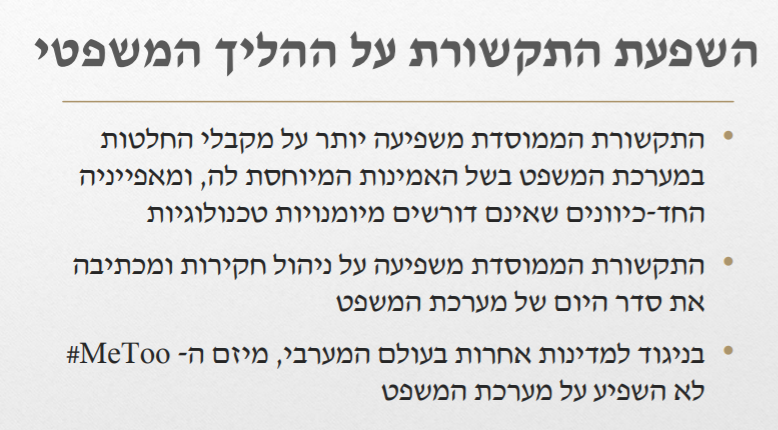 השפעת התקשורת על ההליך המשפטי
• התקשורת הממוסדת משפיעה יותר על מקבלי החלטות
במערכת המשפט בשל האמינות המיוחסת לה, ומאפייניה
החד-כיוונים שאינם דורשים מיומנויות טכנולוגיות
• התקשורת הממוסדת משפיעה על ניהול חקירות ומכתיבה
את סדר היום של מערכת המשפט
• בניגוד למדינות אחרות בעולם המערבי, מיזם ה- MeToo#
לא השפיע על מערכת המשפט